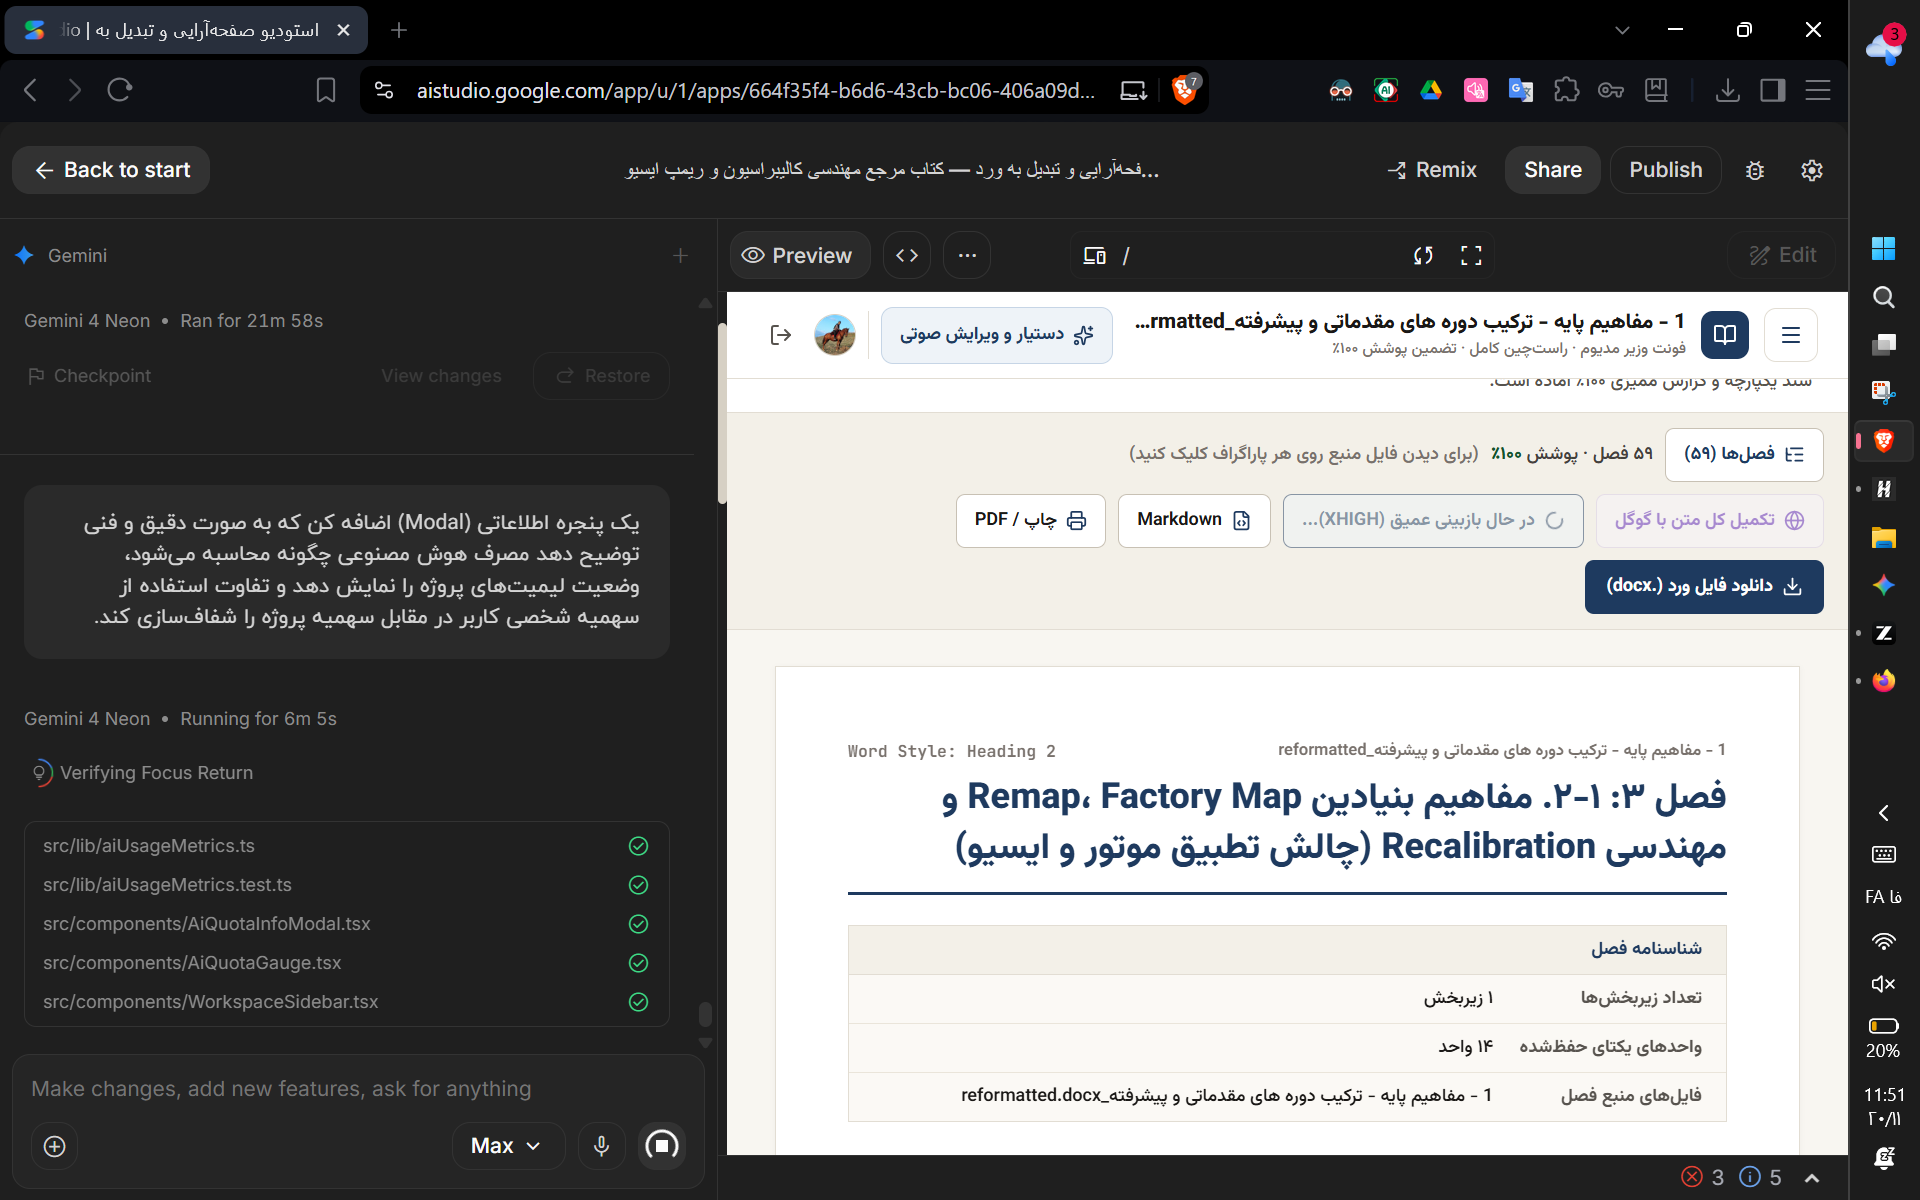 استودیو صفحه‌آرایی و تبدیل به | dio
aistudio.google.com/app/u/1/apps/664f35f4-b6d6-43cb-bc06-406a09d...
7
3
Back to start
...فحه‌آرایی و تبدیل به ورد — کتاب مرجع مهندسی کالیبراسیون و ریمپ ایسیو
Remix
Share
Publish
Gemini
Gemini 4 Neon • Ran for 21m 58s
Checkpoint
View changes
Restore
یک پنجره اطلاعاتی (Modal) اضافه کن که به صورت دقیق و فنی
توضیح دهد مصرف هوش مصنوعی چگونه محاسبه می‌شود،
وضعیت لیمیت‌های پروژه را نمایش دهد و تفاوت استفاده از
سهمیه شخصی کاربر در مقابل سهمیه پروژه را شفاف‌سازی کند.
Gemini 4 Neon • Running for 6m 5s
Verifying Focus Return
src/lib/aiUsageMetrics.ts
src/lib/aiUsageMetrics.test.ts
src/components/AiQuotaInfoModal.tsx
src/components/AiQuotaGauge.tsx
src/components/WorkspaceSidebar.tsx
Make changes, add new features, ask for anything
Max
Preview
/
Edit
1 - مفاهیم پایه - ترکیب دوره های مقدماتی و پیشرفته_rmatted...
فونت وزیر مدیوم · راست‌چین کامل · تضمین پوشش ۱۰۰٪
دستیار و ویرایش صوتی
سند یکپارچه و گزارش ممیزی ۱۰۰٪ آماده است.
فصل‌ها (۵۹)
۵۹ فصل · پوشش ۱۰۰٪ (برای دیدن فایل منبع روی هر پاراگراف کلیک کنید)
تکمیل کل متن با گوگل
در حال بازبینی عمیق (XHIGH)...
Markdown
چاپ / PDF
دانلود فایل ورد (.docx)
1 - مفاهیم پایه - ترکیب دوره های مقدماتی و پیشرفته_reformatted
Word Style: Heading 2
فصل ۳: ۱-۲. مفاهیم بنیادین Remap، Factory Map و
مهندسی Recalibration (چالش تطبیق موتور و ایسیو)
شناسنامه فصل
تعداد زیربخش‌ها ۱ زیربخش
واحدهای یکتای حفظ‌شده ۱۴ واحد
فایل‌های منبع فصل 1 - مفاهیم پایه - ترکیب دوره های مقدماتی و پیشرفته_reformatted.docx
3
5
FA فا
20%
11:51
۲۰/۱۱